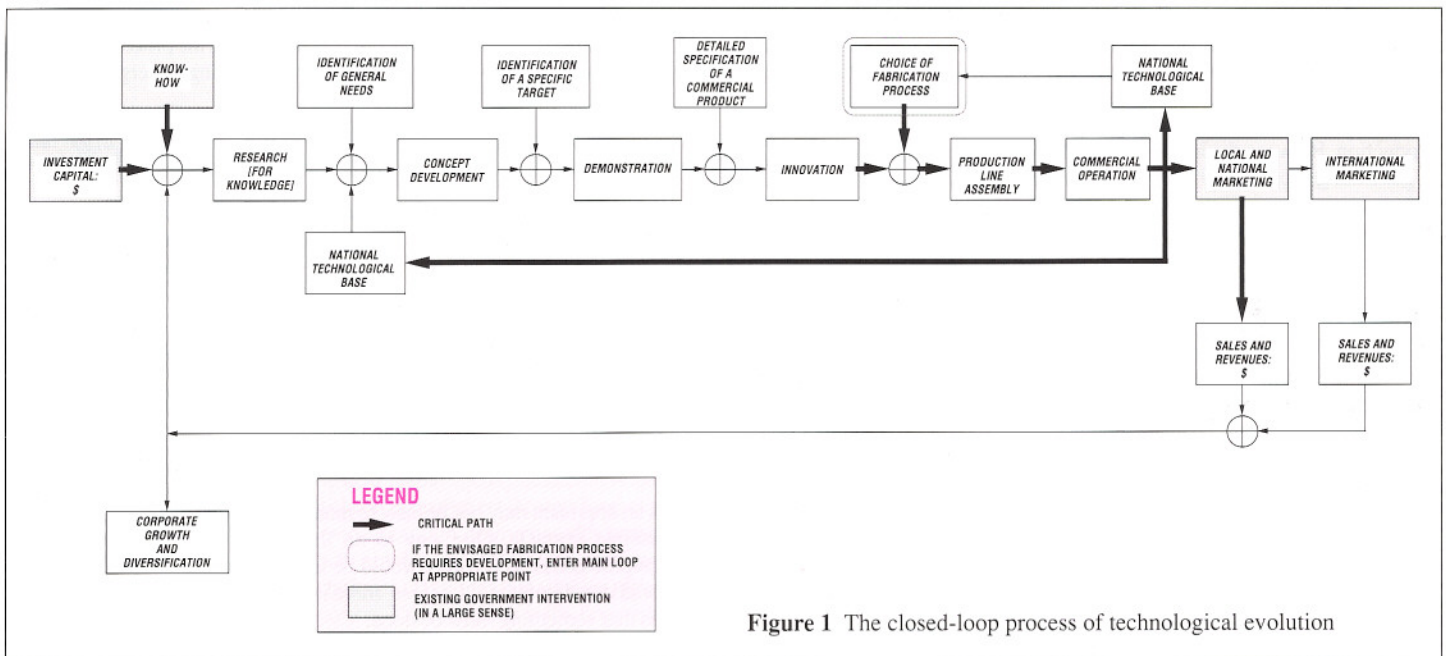 KNOW-
HOW
IDENTIFICATION
OF GENERAL
NEEDS
IDENTIFICATION
OF A SPECIFIC
TARGET
DETAILED
SPECIFICATION
OF A
COMMERCIAL
PRODUCT
CHOICE OF
FABRICATION
PROCESS
NATIONAL
TECHNOLOGICAL
BASE
INVESTMENT
CAPITAL:
$
RESEARCH
[FOR
KNOWLEDGE]
CONCEPT
DEVELOPMENT
DEMONSTRATION
INNOVATION
PRODUCTION
LINE
ASSEMBLY
COMMERCIAL
OPERATION
LOCAL AND
NATIONAL
MARKETING
INTERNATIONAL
MARKETING
NATIONAL
TECHNOLOGICAL
BASE
SALES AND
REVENUES:
$
SALES AND
REVENUES:
$
CORPORATE
GROWTH
AND
DIVERSIFICATION
LEGEND
CRITICAL PATH
IF THE ENVISAGED FABRICATION PROCESS
REQUIRES DEVELOPMENT, ENTER MAIN LOOP
AT APPROPRIATE POINT
EXISTING GOVERNMENT INTERVENTION
(IN A LARGE SENSE)
Figure 1 The closed-loop process of technological evolution